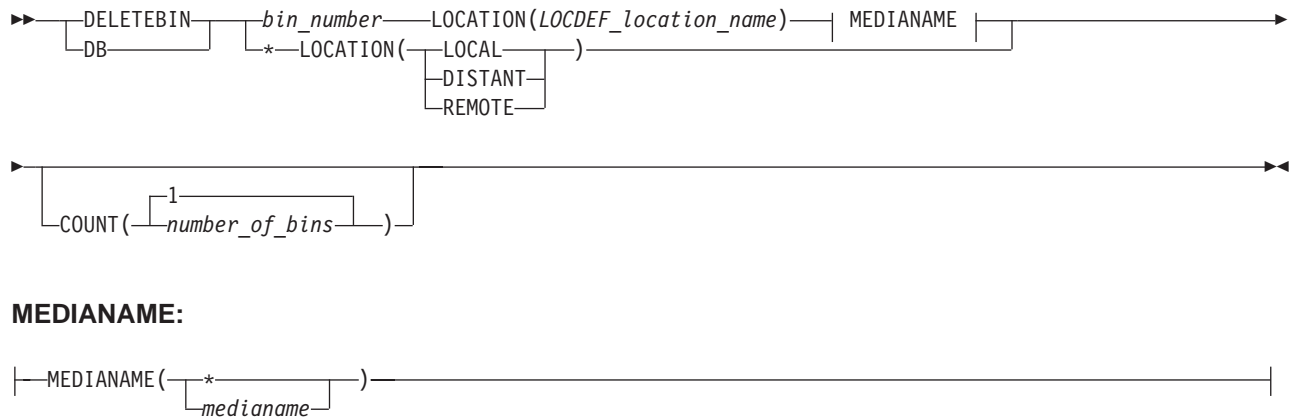 DELETEBIN bin_number LOCATION(LOCDEF_location_name) MEDIANAME
DB * LOCATION( LOCAL )
DISTANT
REMOTE
1
COUNT( number_of_bins )
MEDIANAME:
MEDIANAME( * )
medianame